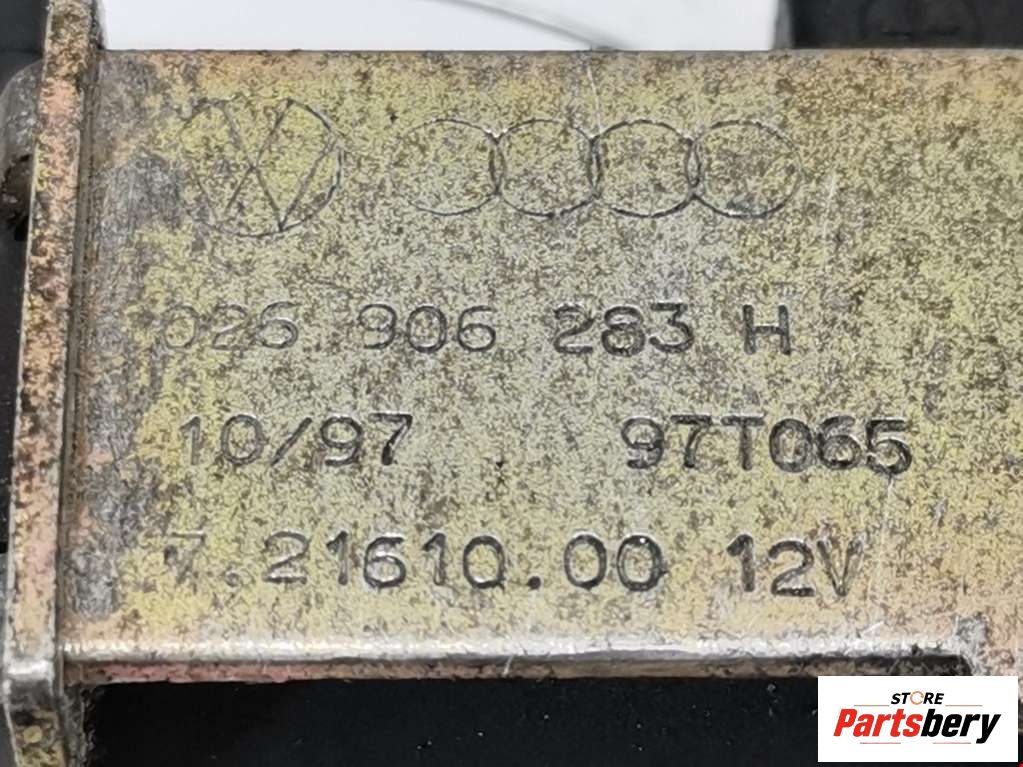 026 906 283 H
10/97 97T065
7.21610.00 12V
STORE
Partsbery